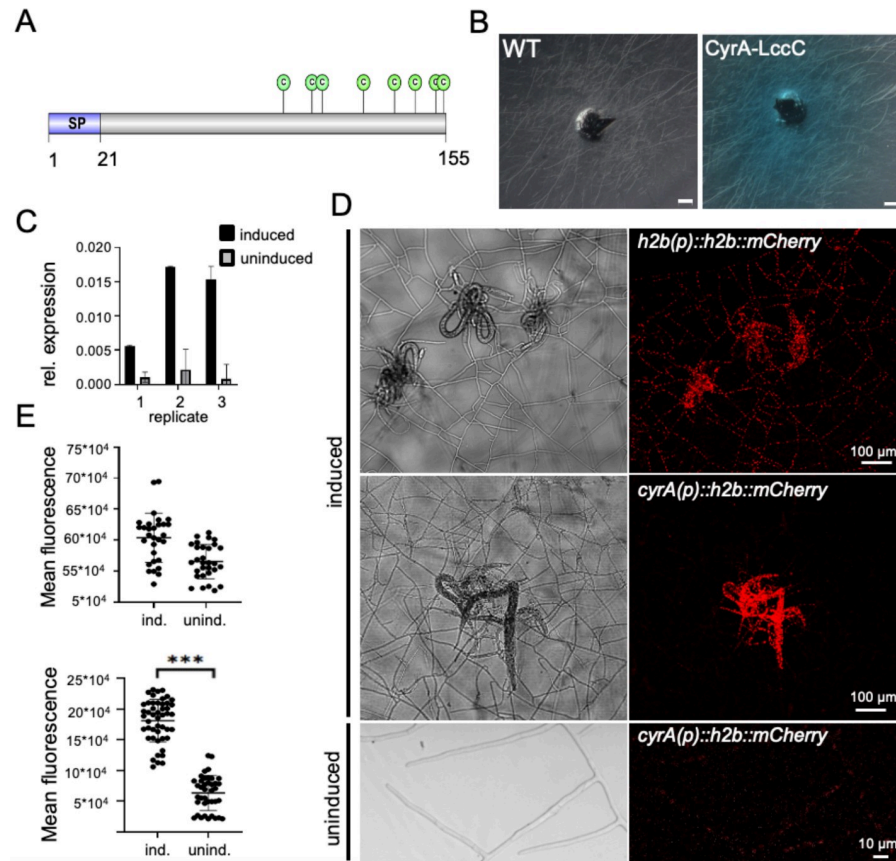 A
C C C C C C C C
SP
1 21 155
B
WT
CyrA-LccC
C
induced
uninduced
rel. expression
0.020
0.015
0.010
0.005
0.000
1 2 3
replicate
D
induced
h2b(p)::h2b::mCherry
100 µm
cyrA(p)::h2b::mCherry
100 µm
uninduced
cyrA(p)::h2b::mCherry
10 µm
E
Mean fluorescence
75*10⁴
70*10⁴
65*10⁴
60*10⁴
55*10⁴
5*10⁴
ind. unind.
***
Mean fluorescence
25*10⁴
20*10⁴
15*10⁴
10*10⁴
5*10⁴
ind. unind.